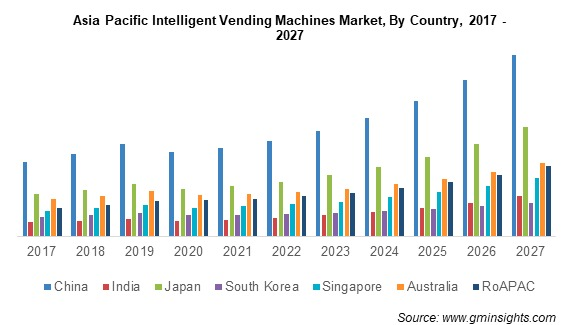 Asia Pacific Intelligent Vending Machines Market, By Country, 2017 -
2027
2017 2018 2019 2020 2021 2022 2023 2024 2025 2026 2027
China India Japan South Korea Singapore Australia RoAPAC
Source: www.gminsights.com